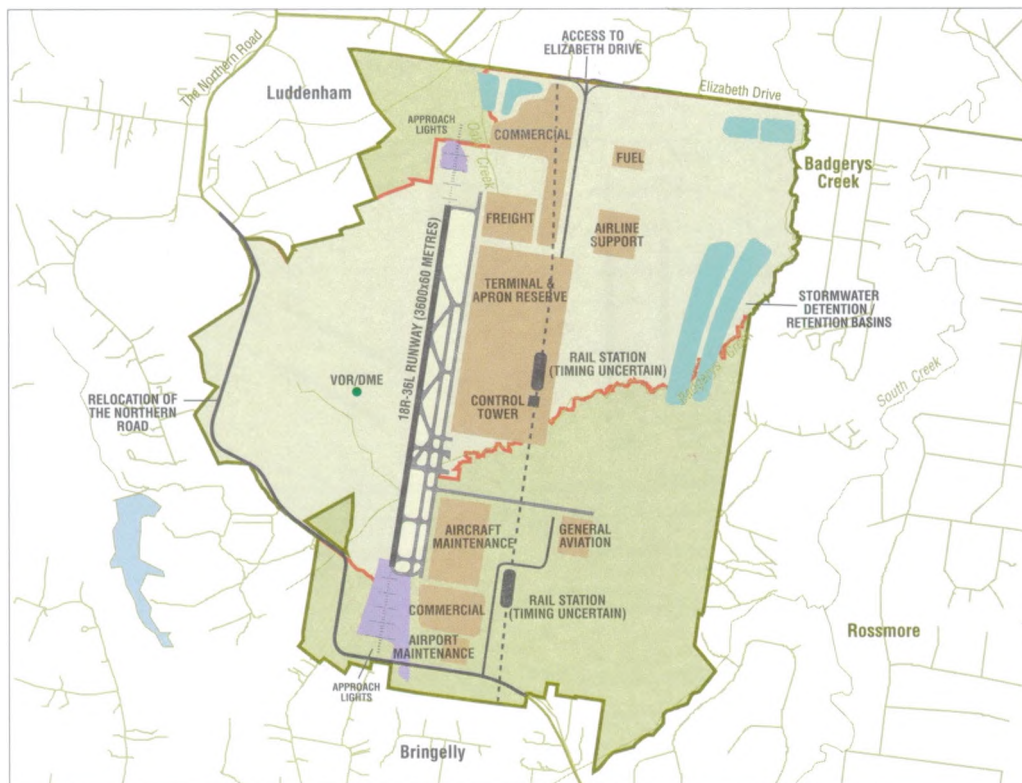 ACCESS TO
ELIZABETH DRIVE
The Northern Road
Elizabeth Drive
Luddenham
APPROACH
LIGHTS
COMMERCIAL
Creek
FUEL
Badgerys
Creek
FREIGHT
AIRLINE
SUPPORT
18R-36L RUNWAY (3600x60 METRES)
TERMINAL &
APRON RESERVE
STORMWATER
DETENTION/
RETENTION BASINS
RAIL STATION
(TIMING UNCERTAIN)
VOR/DME
Badgerys Creek
South Creek
RELOCATION OF
THE NORTHERN
ROAD
CONTROL
TOWER
AIRCRAFT
MAINTENANCE
GENERAL
AVIATION
COMMERCIAL
RAIL STATION
(TIMING UNCERTAIN)
Rossmore
AIRPORT
MAINTENANCE
APPROACH
LIGHTS
Bringelly